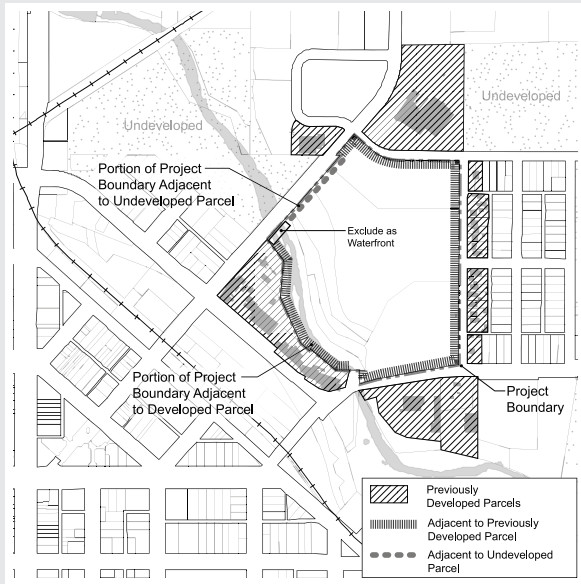 Undeveloped
Undeveloped
Portion of Project
Boundary Adjacent
to Undeveloped Parcel
Exclude as
Waterfront
Portion of Project
Boundary Adjacent
to Developed Parcel
Project
Boundary
Previously
Developed Parcels
Adjacent to Previously
Developed Parcel
Adjacent to Undeveloped
Parcel